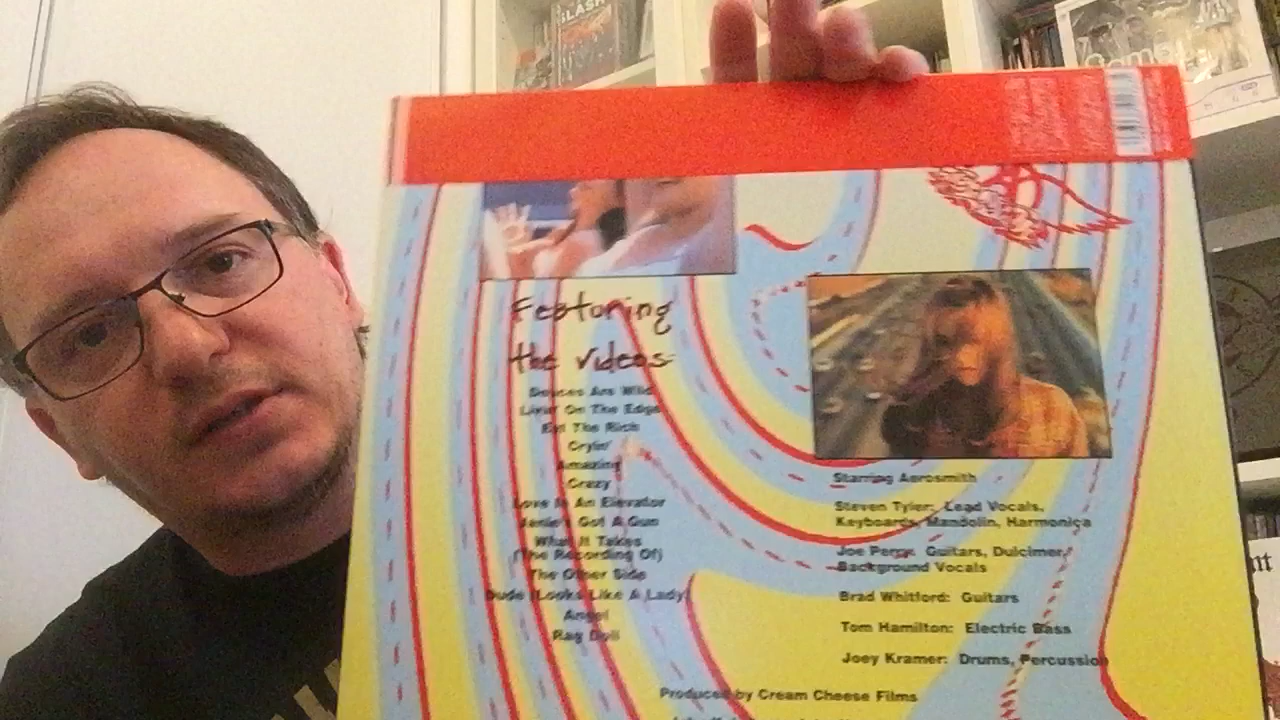 SLASH
Featuring
the videos
Deuces Are Wild
Livin' On The Edge
Eat The Rich
Cryin'
Amazing
Crazy
Love In An Elevator
Janie's Got A Gun
What It Takes
(The Recording Of)
The Other Side
Dude (Looks Like A Lady)
Angel
Rag Doll
Starring Aerosmith
Steven Tyler: Lead Vocals,
Keyboards, Mandolin, Harmonica
Joe Perry: Guitars, Dulcimer,
Background Vocals
Brad Whitford: Guitars
Tom Hamilton: Electric Bass
Joey Kramer: Drums, Percussion
Produced by Cream Cheese Films